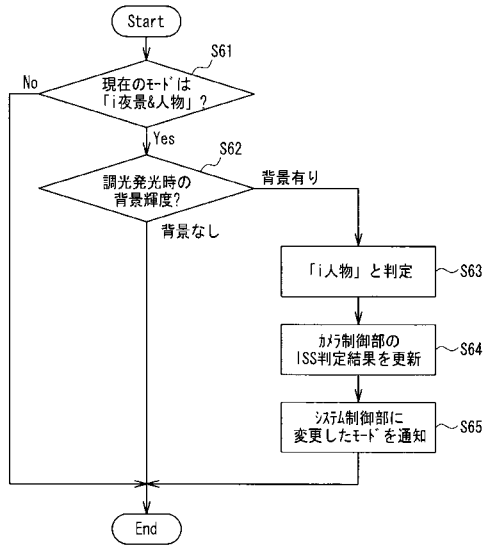 Start
S61
No
現在のﾓｰﾄﾞは
「i夜景&人物」?
Yes
S62
調光発光時の
背景輝度?
背景有り
背景なし
「i人物」と判定
S63
ｶﾒﾗ制御部の
ISS判定結果を更新
S64
ｼｽﾃﾑ制御部に
変更したﾓｰﾄﾞを通知
S65
End